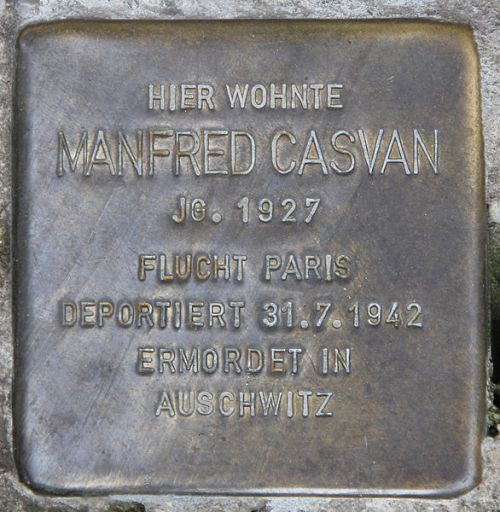 HIER WOHNTE
MANFRED CASVAN
JG. 1927
FLUCHT PARIS
DEPORTIERT 31.7.1942
ERMORDET IN
AUSCHWITZ